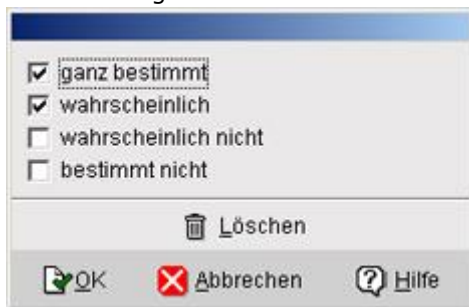 ganz bestimmt
wahrscheinlich
wahrscheinlich nicht
bestimmt nicht
Löschen
OK Abbrechen Hilfe